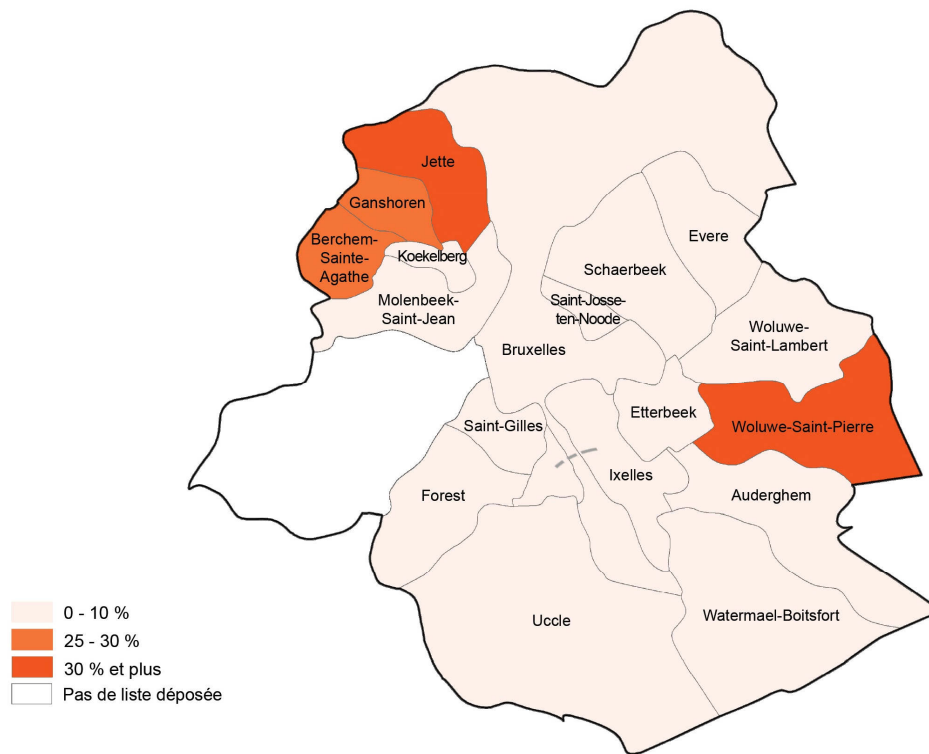 Jette
Ganshoren
Evere
Berchem-
Sainte-
Agathe
Koekelberg
Schaerbeek
Molenbeek-
Saint-Jean
Saint-Josse-
ten-Noode
Woluwe-
Saint-Lambert
Bruxelles
Etterbeek
Saint-Gilles
Woluwe-Saint-Pierre
Ixelles
Forest
Auderghem
Uccle
Watermael-Boitsfort
0 - 10 %
25 - 30 %
30 % et plus
Pas de liste déposée